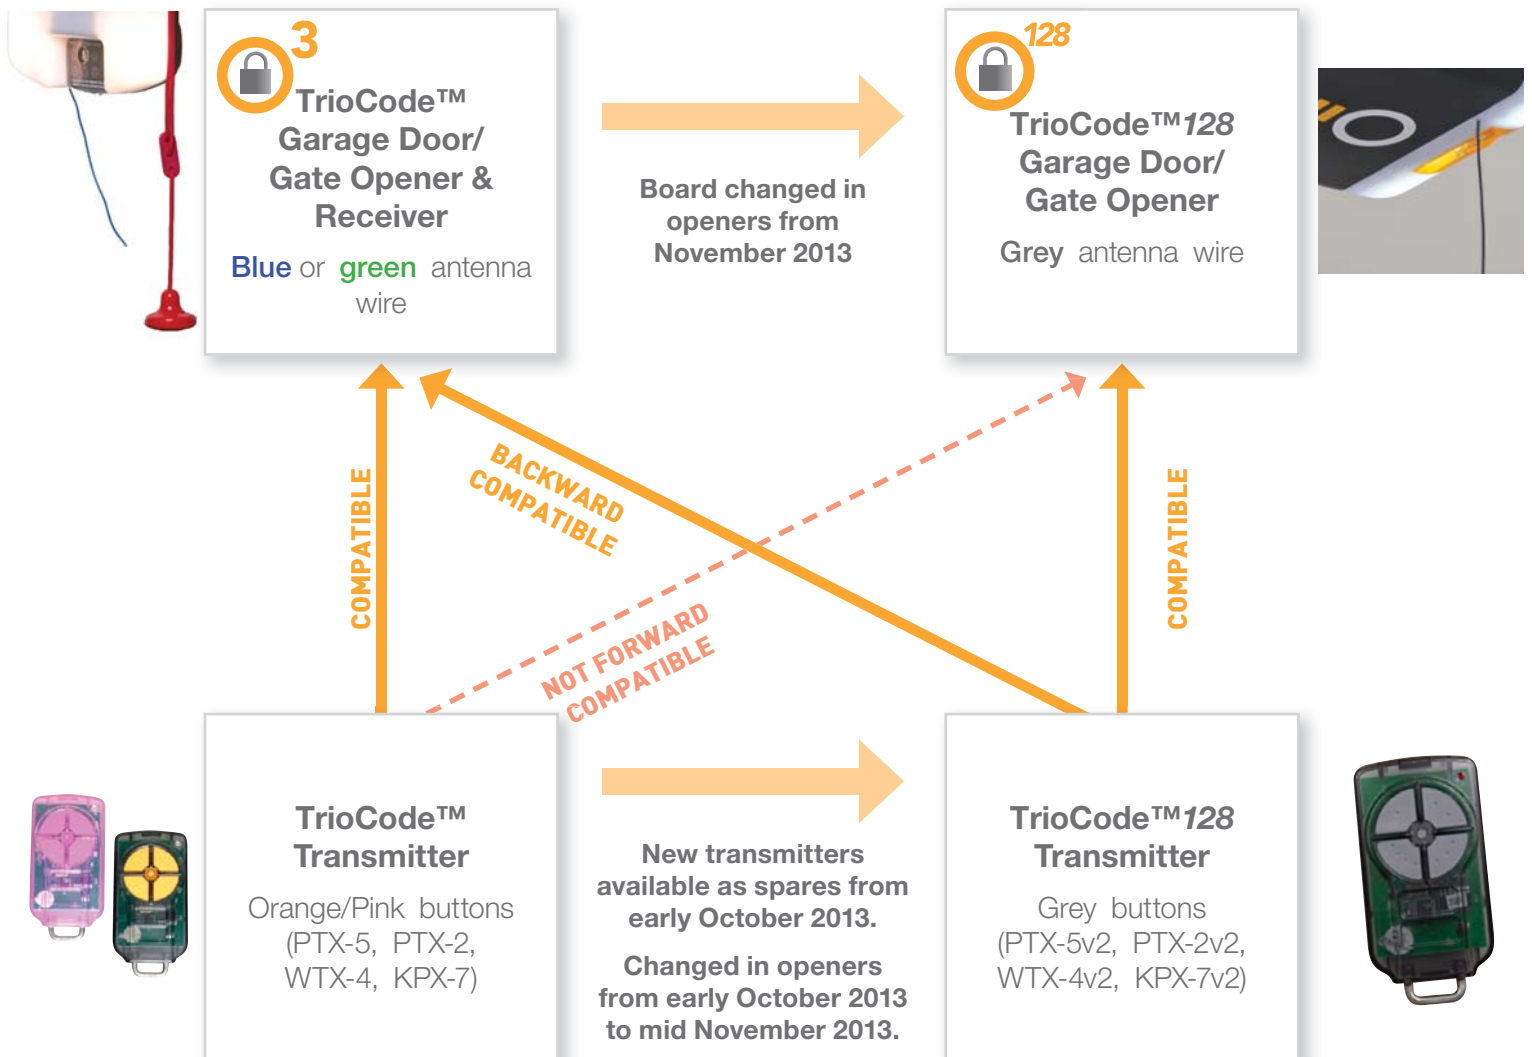 3
TrioCode™
Garage Door/
Gate Opener &
Receiver
Blue or green antenna
wire
Board changed in
openers from
November 2013
128
TrioCode™128
Garage Door/
Gate Opener
Grey antenna wire
COMPATIBLE
BACKWARD
COMPATIBLE
NOT FORWARD
COMPATIBLE
COMPATIBLE
TrioCode™
Transmitter
Orange/Pink buttons
(PTX-5, PTX-2,
WTX-4, KPX-7)
New transmitters
available as spares from
early October 2013.
Changed in openers
from early October 2013
to mid November 2013.
TrioCode™128
Transmitter
Grey buttons
(PTX-5v2, PTX-2v2,
WTX-4v2, KPX-7v2)